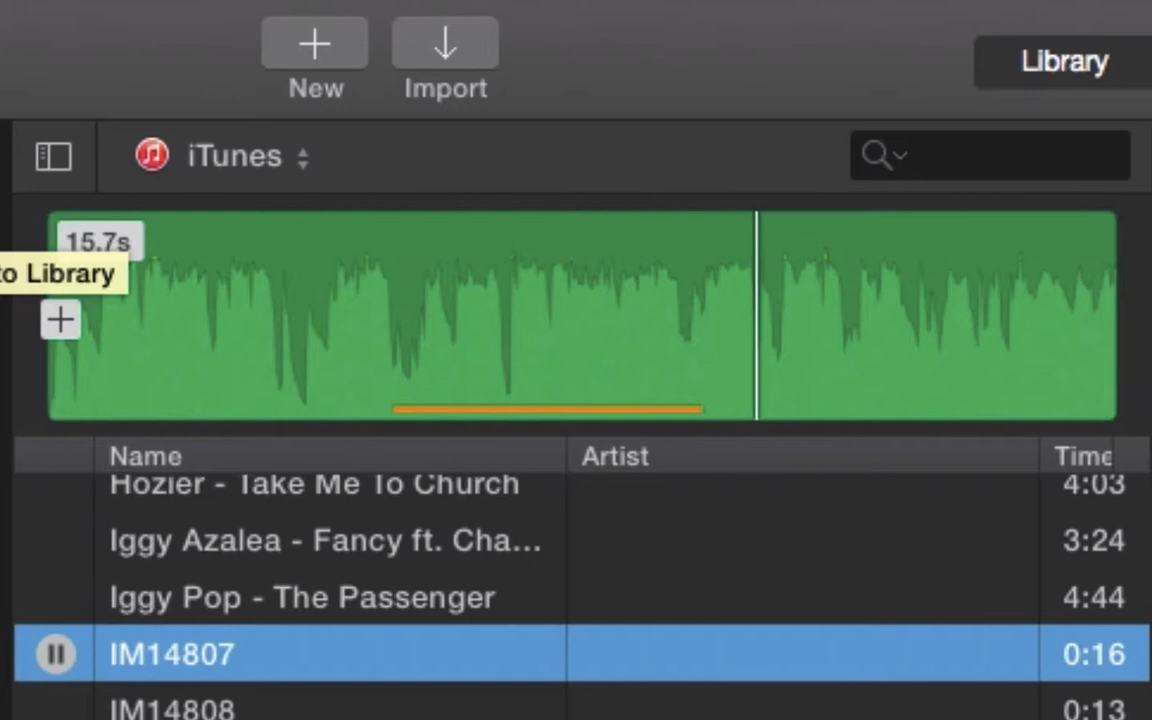 New
Import
Library
iTunes
15.7s
to Library
Name
Artist
Time
Hozier - Take Me To Church
4:03
Iggy Azalea - Fancy ft. Cha...
3:24
Iggy Pop - The Passenger
4:44
IM14807
0:16
IM14808
0:13